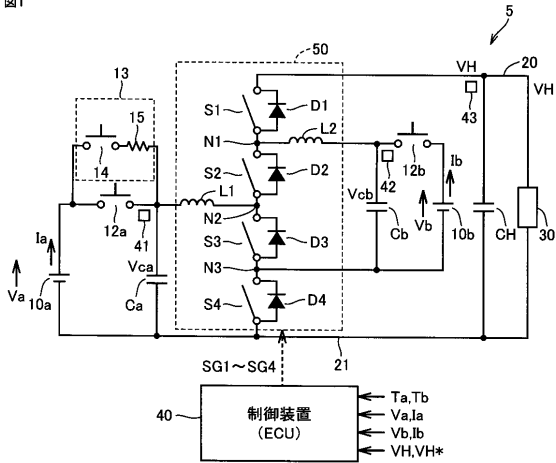 図1
5
50
VH
20
VH
13
43
S1
D1
15
N1
L2
Ib
14
S2
D2
42
12b
L1
Vcb
12a
41
N2
Vb
Ia
S3
D3
Cb
10b
CH
30
Vca
N3
Va
10a
Ca
S4
D4
SG1~SG4
21
40
制御装置
(ECU)
Ta,Tb
Va,Ia
Vb,Ib
VH,VH*